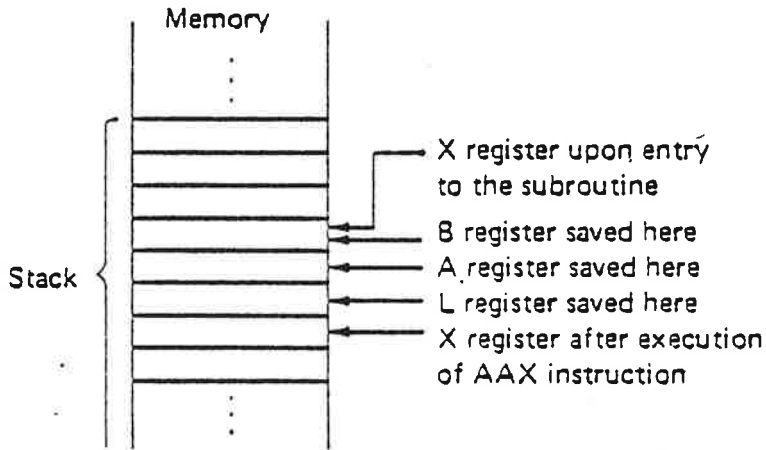 Memory
X register upon entry
to the subroutine
B register saved here
A register saved here
L register saved here
X register after execution
of AAX instruction
Stack